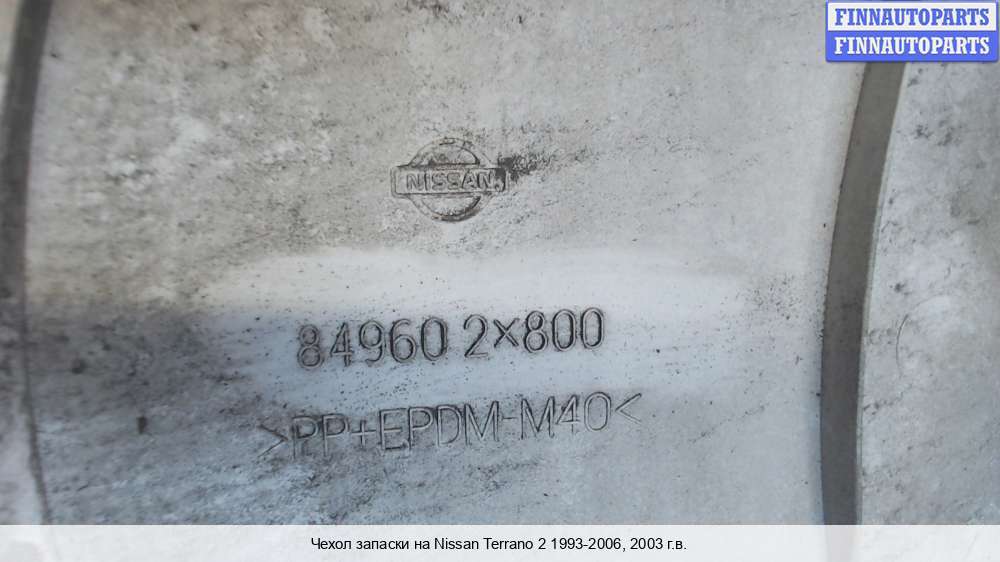 FINNAUTOPARTS
FINNAUTOPARTS
NISSAN
84960 2X800
>PP+EPDM-M40<
Чехол запаски на Nissan Terrano 2 1993-2006, 2003 г.в.